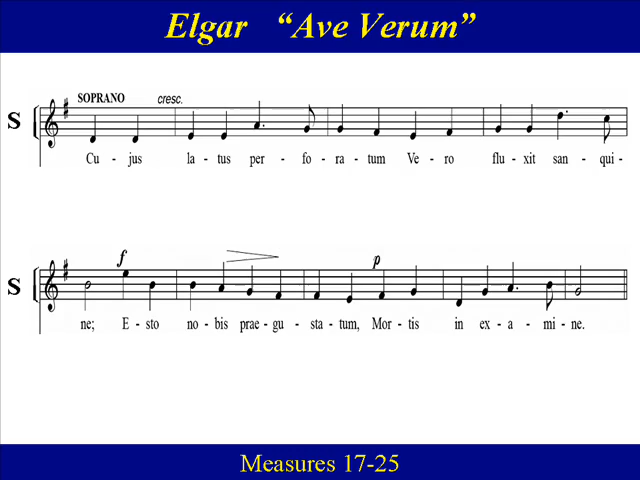 Elgar “Ave Verum”
SOPRANO cresc.
S
Cu - jus la - tus per - fo - ra - tum Ve - ro flu - xit san - qui -
f p
S
ne; E - sto no - bis prae - gu - sta - tum, Mor - tis in ex - a - mi - ne.
Measures 17-25